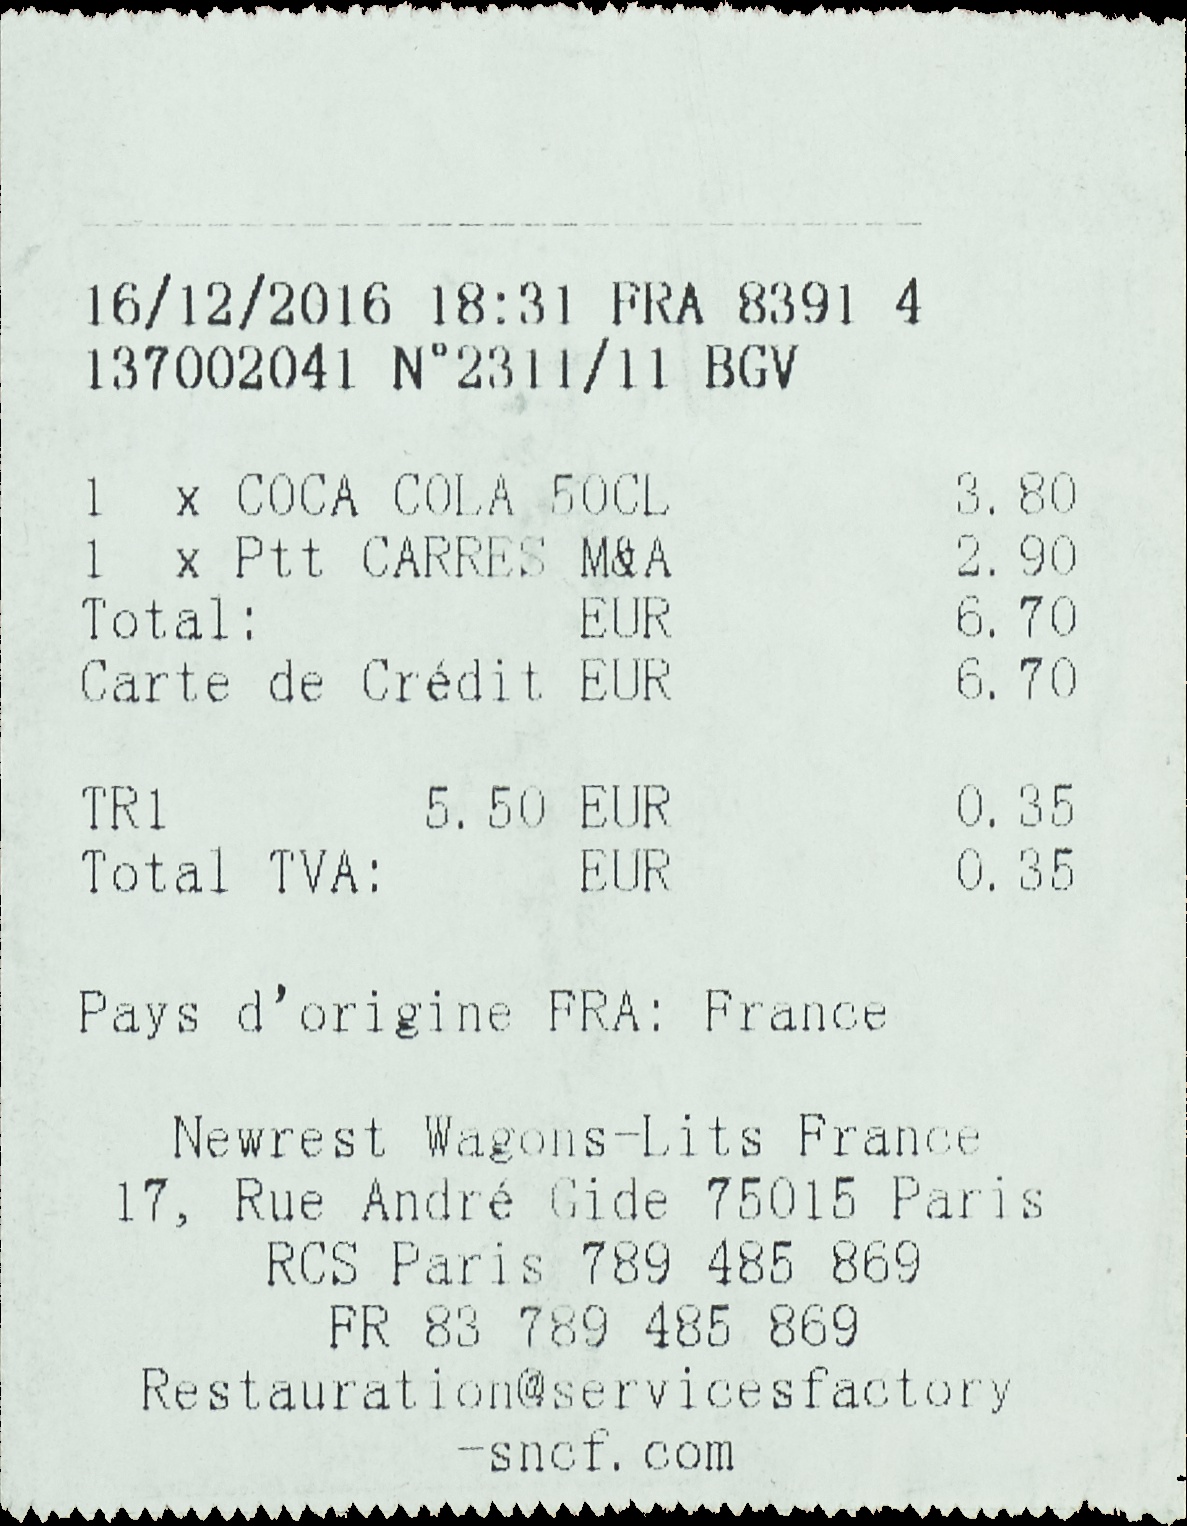 16/12/2016 18:31 FRA 8391 4
137002041 N°2311/11 BGV
1 x COCA COLA 50CL 3.80
1 x Ptt CARRES M&A 2.90
Total: EUR 6.70
Carte de Crédit EUR 6.70
TR1 5.50 EUR 0.35
Total TVA: EUR 0.35
Pays d'origine FRA: France
Newrest Wagons-Lits France
17, Rue André Gide 75015 Paris
RCS Paris 789 485 869
FR 83 789 485 869
Restauration@servicesfactory
-sncf.com